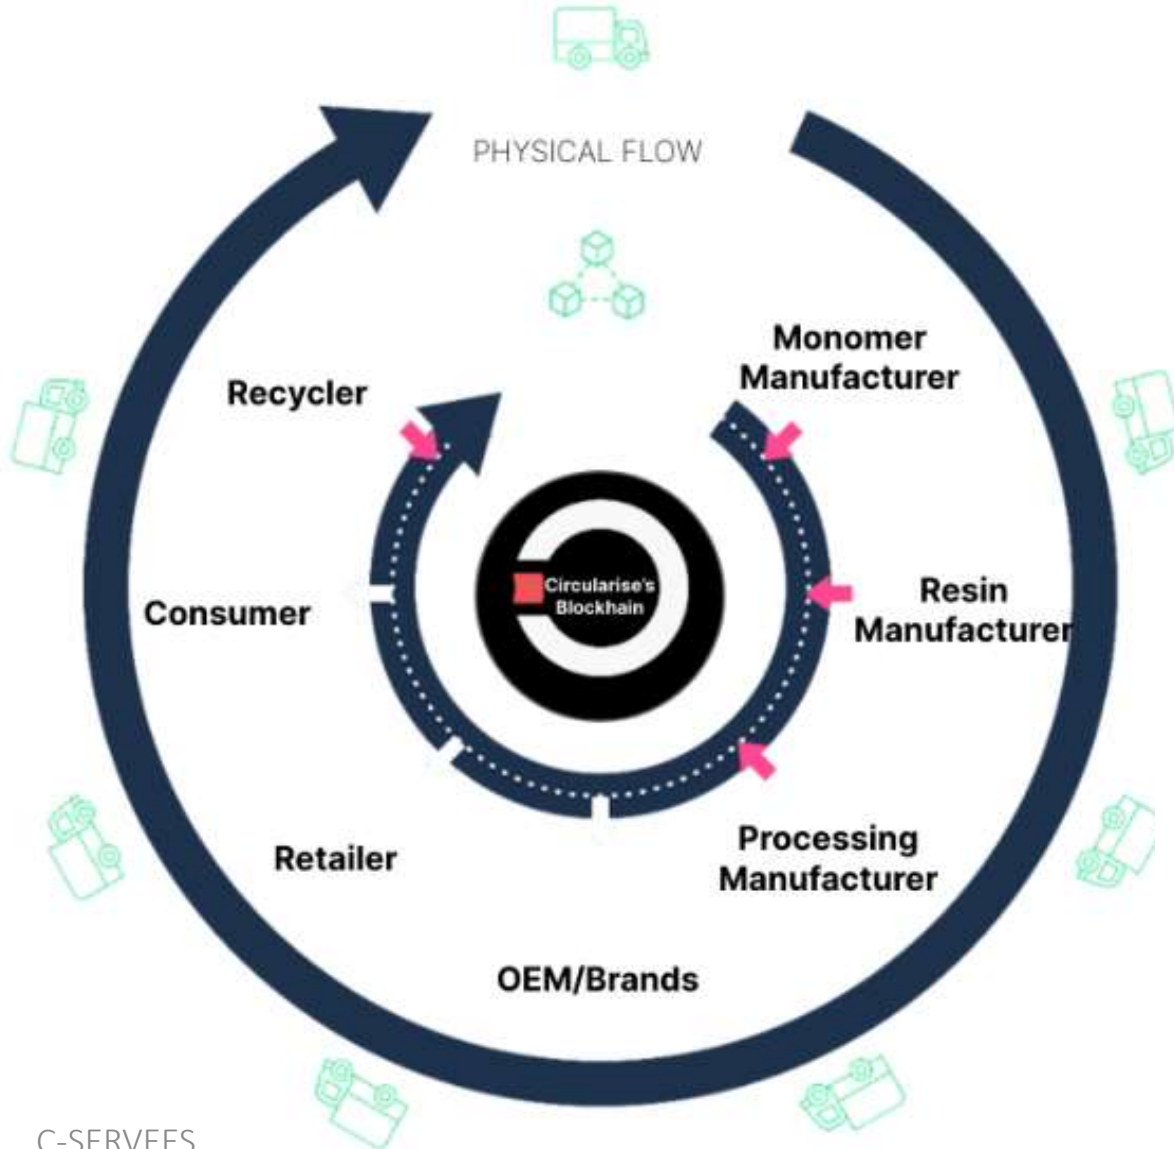 PHYSICAL FLOW
Monomer
Manufacturer
Recycler
Circularise's
Blockhain
Resin
Manufacturer
Consumer
Processing
Manufacturer
Retailer
OEM/Brands
C-SERVEES